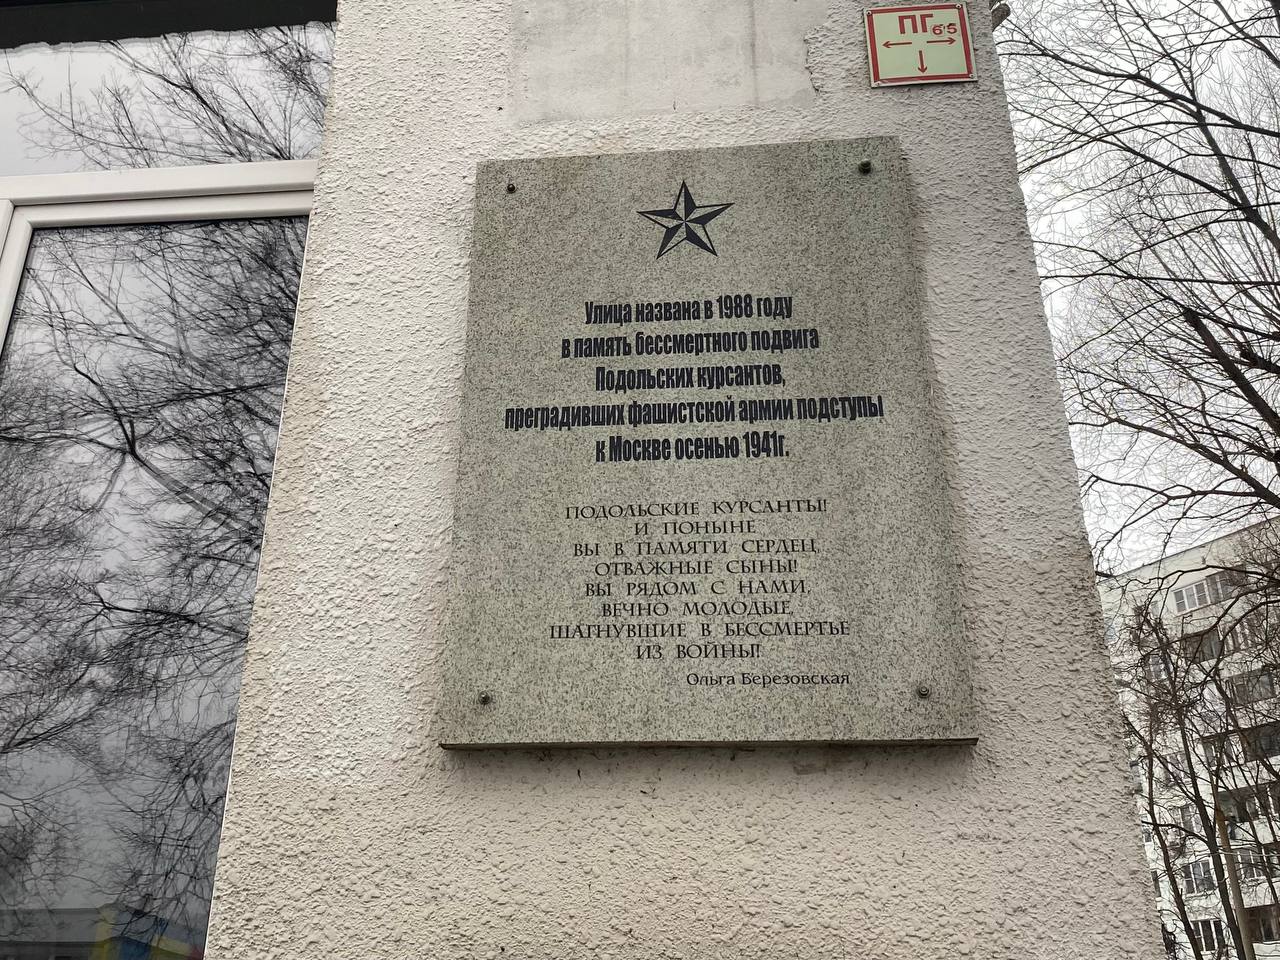 ПГ 65
Улица названа в 1988 году
в память бессмертного подвига
Подольских курсантов,
преградивших фашистской армии подступы
к Москве осенью 1941г.
ПОДОЛЬСКИЕ КУРСАНТЫ!
И ПОНЫНЕ
ВЫ В ПАМЯТИ СЕРДЕЦ,
ОТВАЖНЫЕ СЫНЫ!
ВЫ РЯДОМ С НАМИ,
ВЕЧНО МОЛОДЫЕ,
ШАГНУВШИЕ В БЕССМЕРТЬЕ
ИЗ ВОЙНЫ!
Ольга Березовская